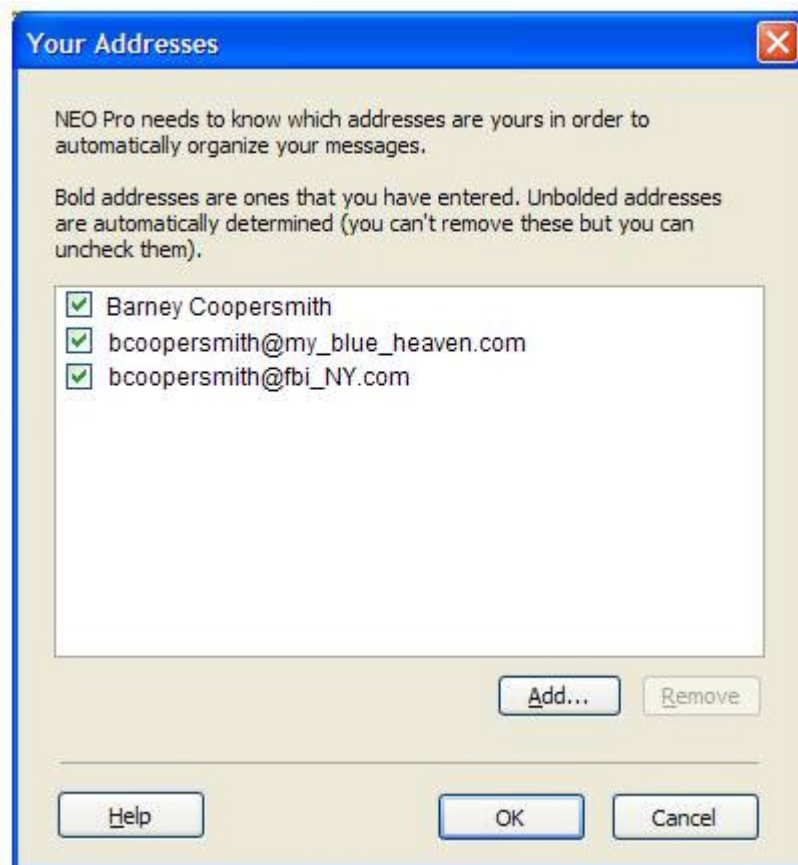 Your Addresses
NEO Pro needs to know which addresses are yours in order to
automatically organize your messages.
Bold addresses are ones that you have entered. Unbolded addresses
are automatically determined (you can't remove these but you can
uncheck them).
Barney Coopersmith
bcoopersmith@my_blue_heaven.com
bcoopersmith@fbi_NY.com
Add... Remove
Help OK Cancel